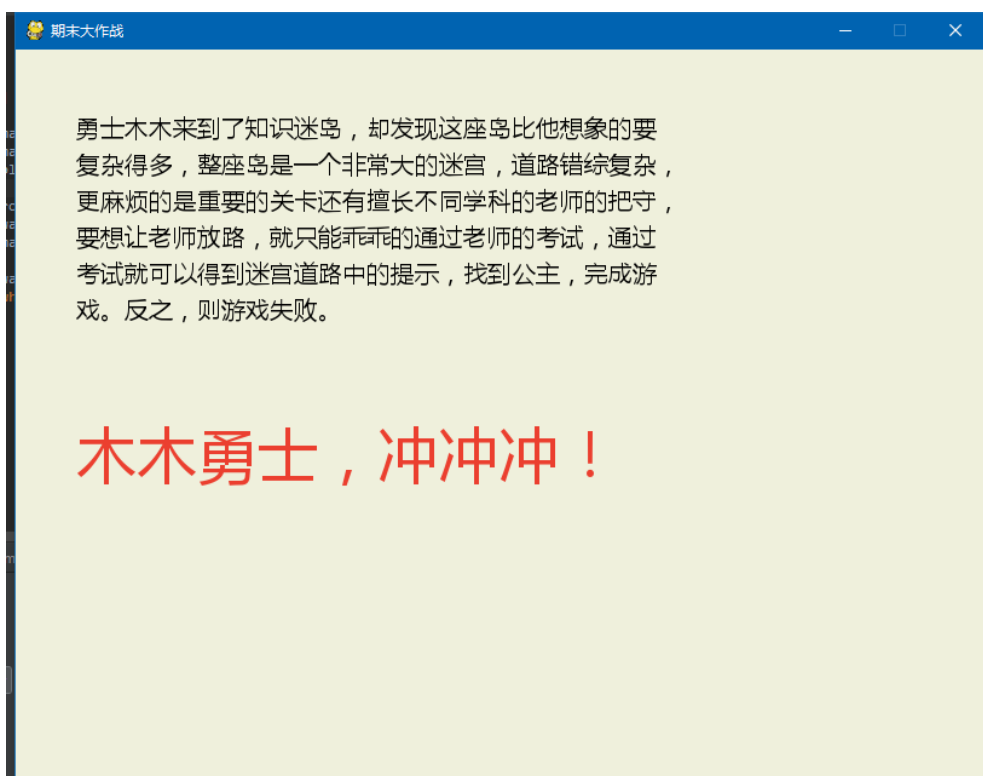 期末大作战
勇士木木来到了知识迷岛，却发现这座岛比他想象的要
复杂得多，整座岛是一个非常大的迷宫，道路错综复杂，
更麻烦的是重要的关卡还有擅长不同学科的老师的把守，
要想让老师放路，就只能乖乖的通过老师的考试，通过
考试就可以得到迷宫道路中的提示，找到公主，完成游
戏。反之，则游戏失败。
木木勇士，冲冲冲！